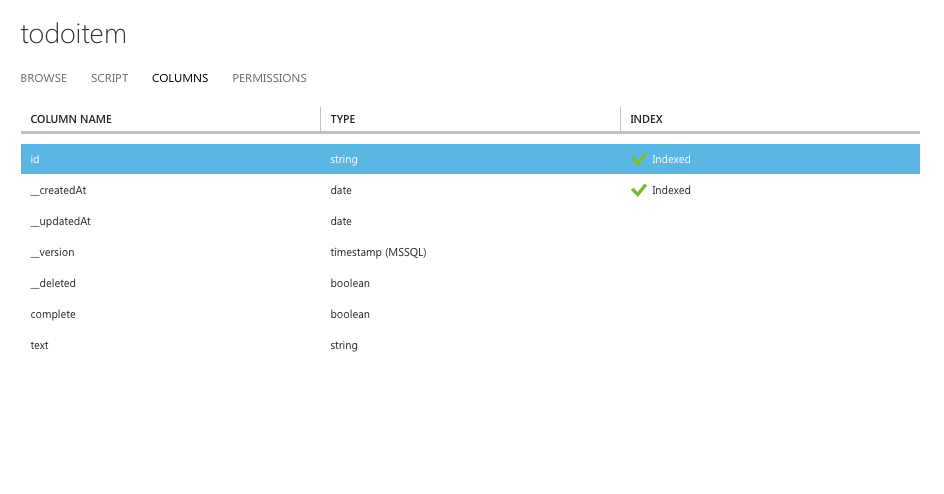 todoitem
BROWSE SCRIPT COLUMNS PERMISSIONS
COLUMN NAME TYPE INDEX
id string Indexed
__createdAt date Indexed
__updatedAt date
__version timestamp (MSSQL)
__deleted boolean
complete boolean
text string